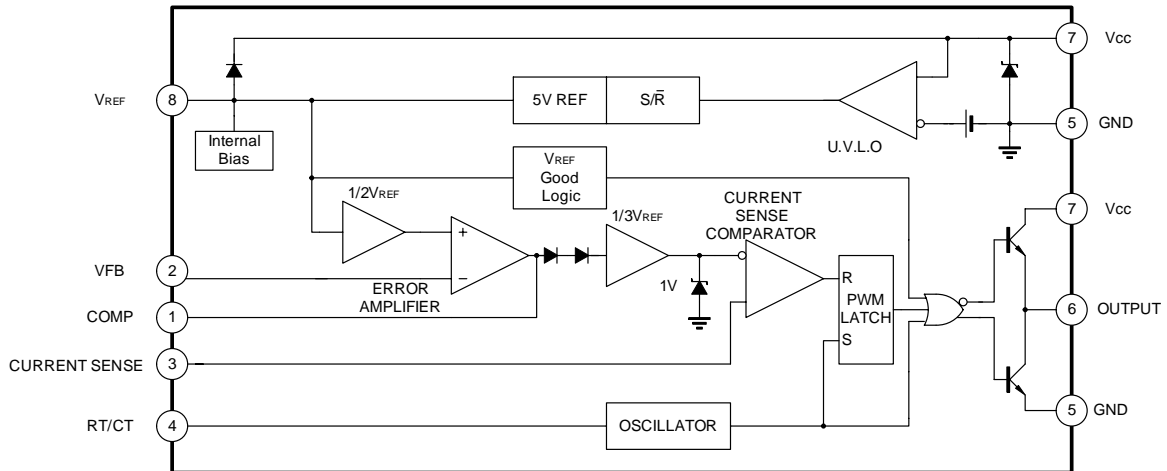 7
Vcc
VREF
8
5V REF
S/R̄
Internal
Bias
5
GND
U.V.L.O
VREF
Good
Logic
1/2VREF
1/3VREF
CURRENT
SENSE
COMPARATOR
7
Vcc
+
VFB
2
−
1V
R
ERROR
AMPLIFIER
PWM
LATCH
COMP
1
6
OUTPUT
S
CURRENT SENSE
3
5
GND
RT/CT
4
OSCILLATOR